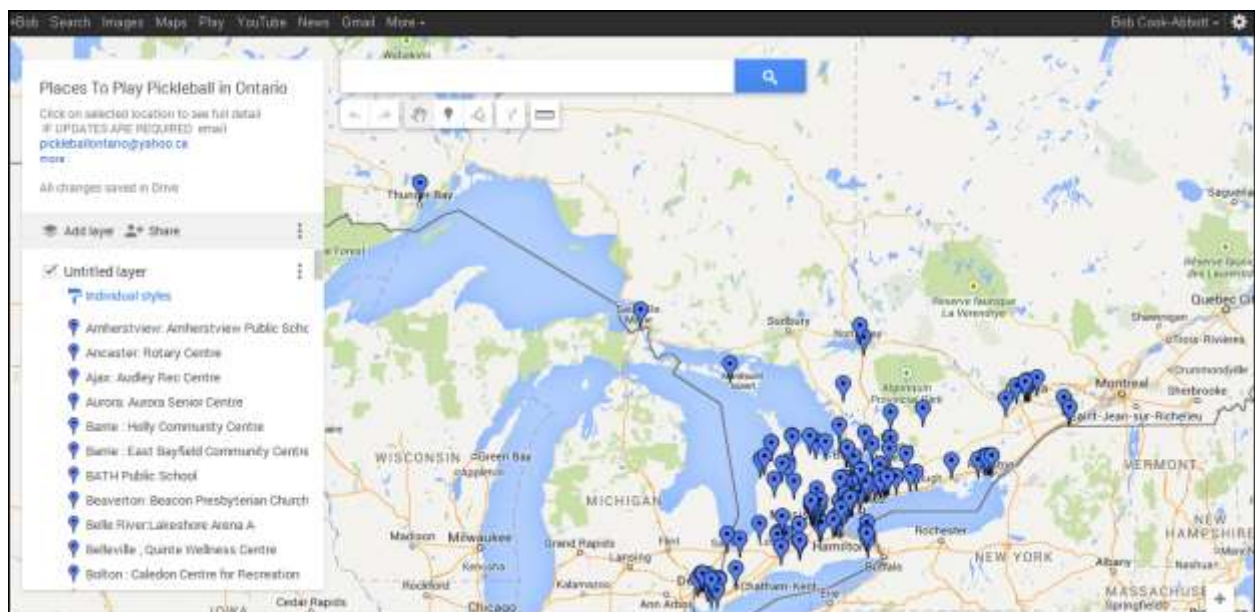 +Bob Search Images Maps Play YouTube News Gmail More
Bob Cook-Abbott
Places To Play Pickleball in Ontario
Click on selected location to see full detail
IF UPDATES ARE REQUIRED email
pickleballontario@yahoo.ca
more
All changes saved in Drive
Add layer Share
Untitled layer
Individual styles
Amherstview: Amherstview Public Scho
Ancaster: Rotary Centre
Ajax: Audley Rec Centre
Aurora: Aurora Senior Centre
Barrie : Holly Community Centre
Barrie : East Bayfield Community Centre
BATH Public School
Beaverton: Beacon Presbyterian Church
Belle River:Lakeshore Arena A
Belleville , Quinte Wellness Centre
Bolton : Caledon Centre for Recreation
Thunder Bay
Sudbury
Réserve faunique
La Vérendrye
Algonquin
Provincial Park
Shawinigan
Trois-Rivières
Drummondville
Montreal
Sherbrooke
Saint-Jean-sur-Richelieu
VERMONT
NEW
HAMPSHIRE
WISCONSIN
Green Bay
Appleton
MICHIGAN
Madison
Milwaukee
Kenosha
Grand Rapids
Flint
Lansing
Hamilton
Rochester
Buffalo
NEW YORK
Albany
Nashua
Rockford
Kalamazoo
Chatham-Kent
Erie
Ann Arbor
MASSACHUSE
Springfield
Cedar Rapids
Chicago
IOWA